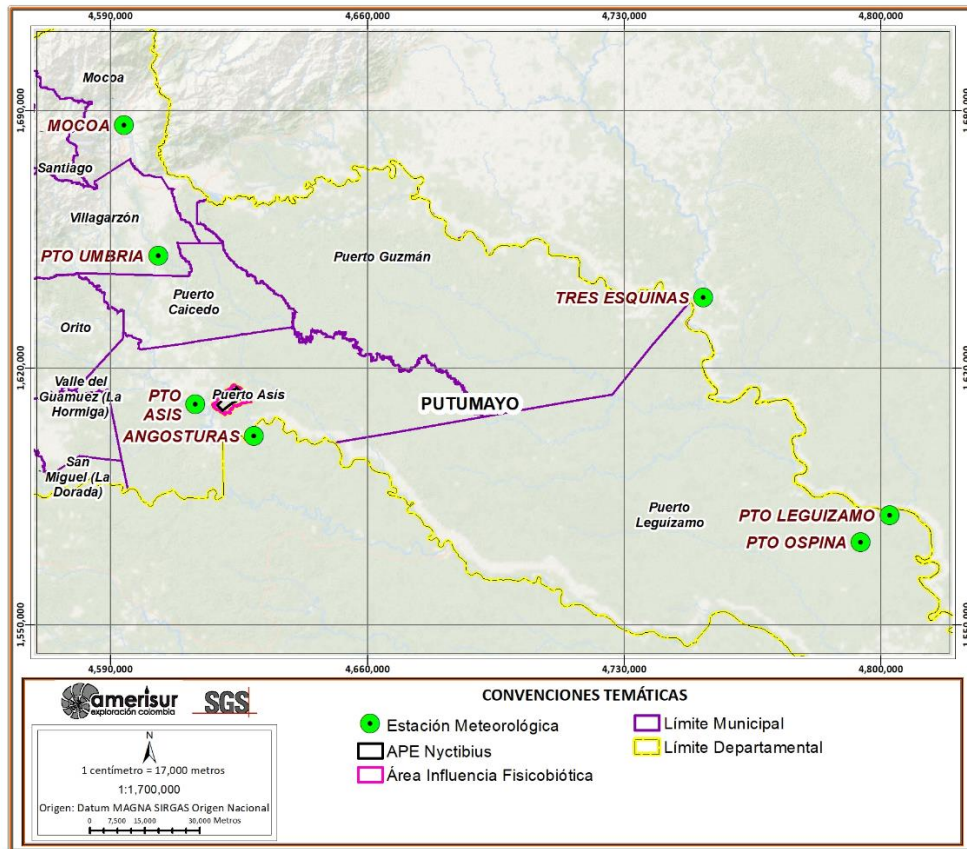 4,590,000
4,660,000
4,730,000
4,800,000
1,690,000
1,680,000
Mocoa
MOCOA
Santiago
Villagarzón
PTO UMBRIA
Puerto Guzmán
Puerto
Caicedo
TRES ESQUINAS
Orito
1,620,000
Valle del
Guamuez (La
Hormiga)
PTO
ASIS
Puerto Asis
PUTUMAYO
ANGOSTURAS
San
Miguel (La
Dorada)
Puerto
Leguizamo
PTO LEGUIZAMO
PTO OSPINA
1,550,000
4,590,000
4,660,000
4,730,000
4,800,000
amerisur
exploración colombia
SGS
N
1 centímetro = 17,000 metros
1:1,700,000
Origen: Datum MAGNA SIRGAS Origen Nacional
0 7,500 15,000 30,000 Metros
CONVENCIONES TEMÁTICAS
Estación Meteorológica
APE Nyctibius
Área Influencia Fisicobiótica
Límite Municipal
Límite Departamental